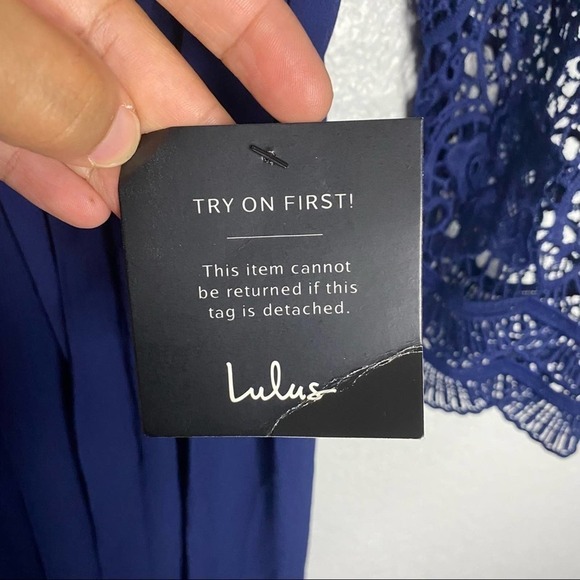 TRY ON FIRST!
This item cannot
be returned if this
tag is detached.
Lulus